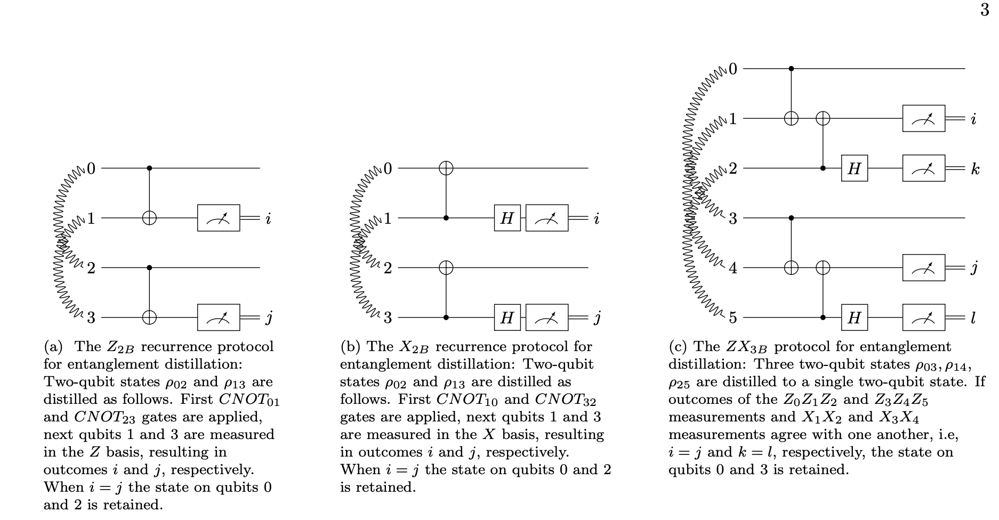 3
0
1
i
2
3
j
(a) The Z_{2B} recurrence protocol
for entanglement distillation:
Two-qubit states ρ_{02} and ρ_{13} are
distilled as follows. First CNOT_{01}
and CNOT_{23} gates are applied,
next qubits 1 and 3 are measured
in the Z basis, resulting in
outcomes i and j, respectively.
When i = j the state on qubits 0
and 2 is retained.
0
1
H
i
2
3
H
j
(b) The X_{2B} recurrence protocol for
entanglement distillation: Two-qubit
states ρ_{02} and ρ_{13} are distilled as
follows. First CNOT_{10} and CNOT_{32}
gates are applied, next qubits 1 and 3
are measured in the X basis, resulting
in outcomes i and j, respectively.
When i = j the state on qubits 0 and 2
is retained.
0
1
i
2
H
k
3
4
j
5
H
l
(c) The ZX_{3B} protocol for entanglement
distillation: Three two-qubit states ρ_{03}, ρ_{14},
ρ_{25} are distilled to a single two-qubit state. If
outcomes of the Z_0Z_1Z_2 and Z_3Z_4Z_5
measurements and X_1X_2 and X_3X_4
measurements agree with one another, i.e,
i = j and k = l, respectively, the state on
qubits 0 and 3 is retained.